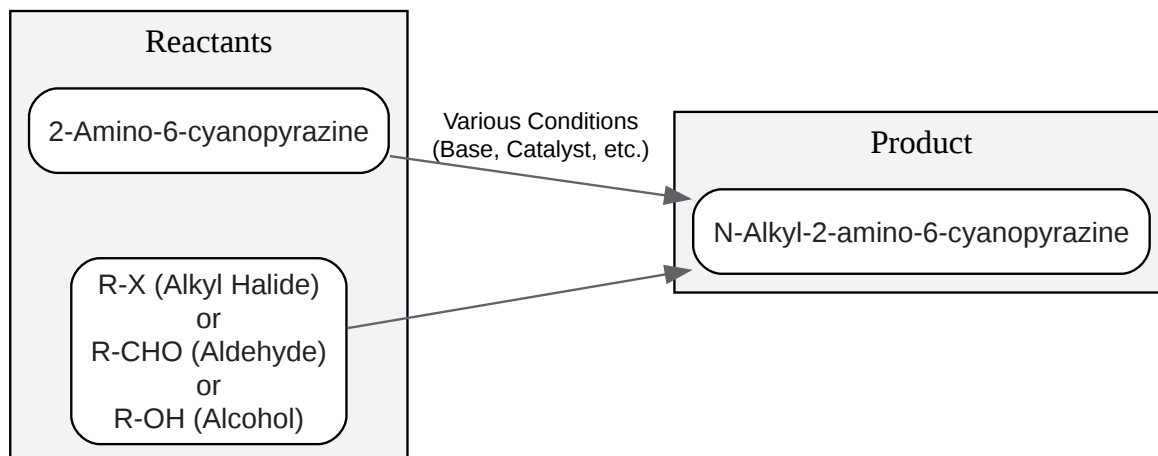 Reactants
2-Amino-6-cyanopyrazine
R-X (Alkyl Halide)
or
R-CHO (Aldehyde)
or
R-OH (Alcohol)
Various Conditions
(Base, Catalyst, etc.)
Product
N-Alkyl-2-amino-6-cyanopyrazine